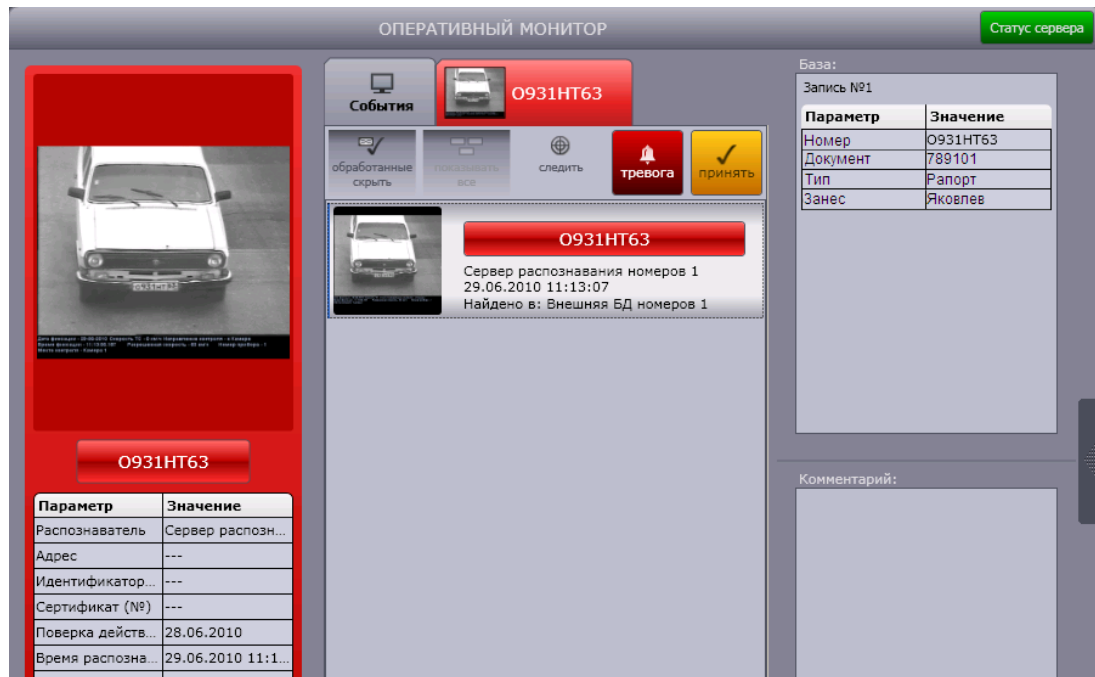 ОПЕРАТИВНЫЙ МОНИТОР
Статус сервера
О931НТ63
Параметр Значение
Распознаватель Сервер распозн...
Адрес ---
Идентификатор... ---
Сертификат (№) ---
Поверка действ... 28.06.2010
Время распозна... 29.06.2010 11:1...
События
О931НТ63
обработанные
скрыть
показывать
все
следить
тревога
принять
О931НТ63
Сервер распознавания номеров 1
29.06.2010 11:13:07
Найдено в: Внешняя БД номеров 1
База:
Запись №1
Параметр Значение
Номер О931НТ63
Документ 789101
Тип Рапорт
Занес Яковлев
Комментарий: